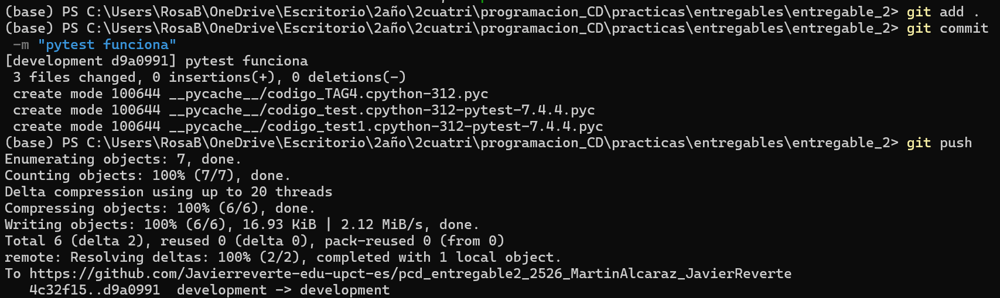 (base) PS C:\Users\RosaB\OneDrive\Escritorio\2año\2cuatri\programacion_CD\practicas\entregables\entregable_2> git add .
(base) PS C:\Users\RosaB\OneDrive\Escritorio\2año\2cuatri\programacion_CD\practicas\entregables\entregable_2> git commit
 -m "pytest funciona"
[development d9a0991] pytest funciona
 3 files changed, 0 insertions(+), 0 deletions(-)
 create mode 100644 __pycache__/codigo_TAG4.cpython-312.pyc
 create mode 100644 __pycache__/codigo_test.cpython-312-pytest-7.4.4.pyc
 create mode 100644 __pycache__/codigo_test1.cpython-312-pytest-7.4.4.pyc
(base) PS C:\Users\RosaB\OneDrive\Escritorio\2año\2cuatri\programacion_CD\practicas\entregables\entregable_2> git push
Enumerating objects: 7, done.
Counting objects: 100% (7/7), done.
Delta compression using up to 20 threads
Compressing objects: 100% (6/6), done.
Writing objects: 100% (6/6), 16.93 KiB | 2.12 MiB/s, done.
Total 6 (delta 2), reused 0 (delta 0), pack-reused 0 (from 0)
remote: Resolving deltas: 100% (2/2), completed with 1 local object.
To https://github.com/Javierreverte-edu-upct-es/pcd_entregable2_2526_MartinAlcaraz_JavierReverte
   4c32f15..d9a0991  development -> development